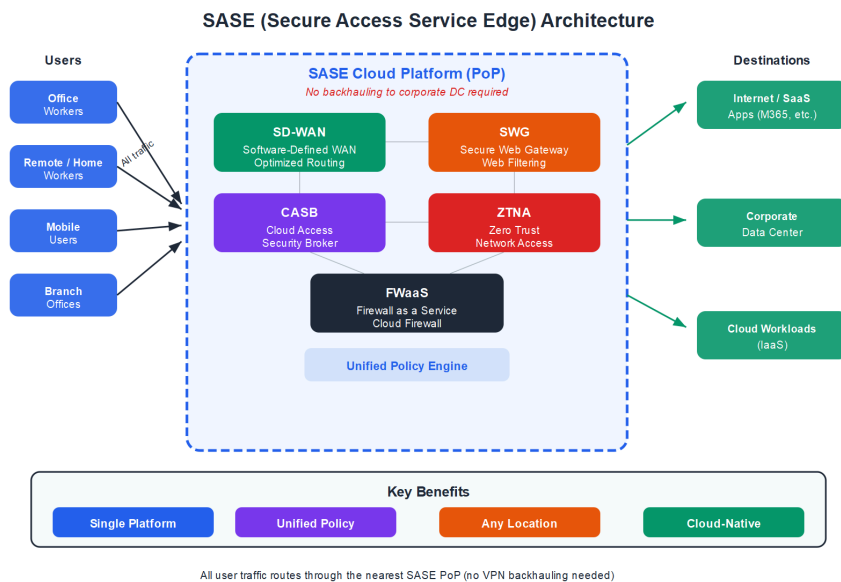 SASE (Secure Access Service Edge) Architecture
Users
Office
Workers
Remote / Home
Workers
Mobile
Users
Branch
Offices
All traffic
SASE Cloud Platform (PoP)
No backhauling to corporate DC required
SD-WAN
Software-Defined WAN
Optimized Routing
SWG
Secure Web Gateway
Web Filtering
CASB
Cloud Access
Security Broker
ZTNA
Zero Trust
Network Access
FWaaS
Firewall as a Service
Cloud Firewall
Unified Policy Engine
Destinations
Internet / SaaS
Apps (M365, etc.)
Corporate
Data Center
Cloud Workloads
(IaaS)
Key Benefits
Single Platform
Unified Policy
Any Location
Cloud-Native
All user traffic routes through the nearest SASE PoP (no VPN backhauling needed)